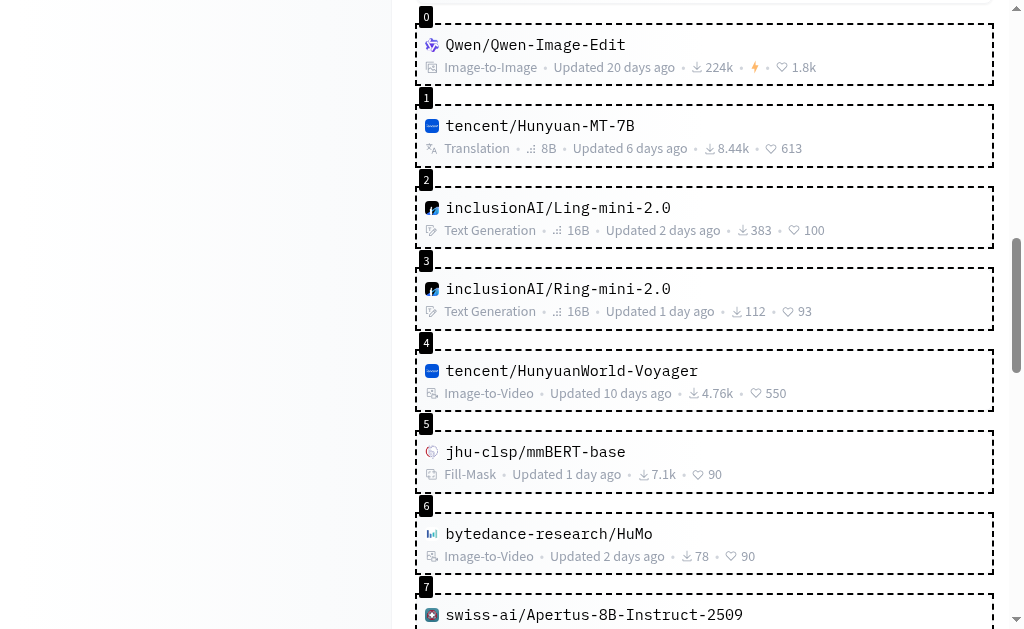 0
Qwen/Qwen-Image-Edit
Image-to-Image • Updated 20 days ago • 224k • 1.8k
1
tencent/Hunyuan-MT-7B
Translation • 8B • Updated 6 days ago • 8.44k • 613
2
inclusionAI/Ling-mini-2.0
Text Generation • 16B • Updated 2 days ago • 383 • 100
3
inclusionAI/Ring-mini-2.0
Text Generation • 16B • Updated 1 day ago • 112 • 93
4
tencent/HunyuanWorld-Voyager
Image-to-Video • Updated 10 days ago • 4.76k • 550
5
jhu-clsp/mmBERT-base
Fill-Mask • Updated 1 day ago • 7.1k • 90
6
bytedance-research/HuMo
Image-to-Video • Updated 2 days ago • 78 • 90
7
swiss-ai/Apertus-8B-Instruct-2509